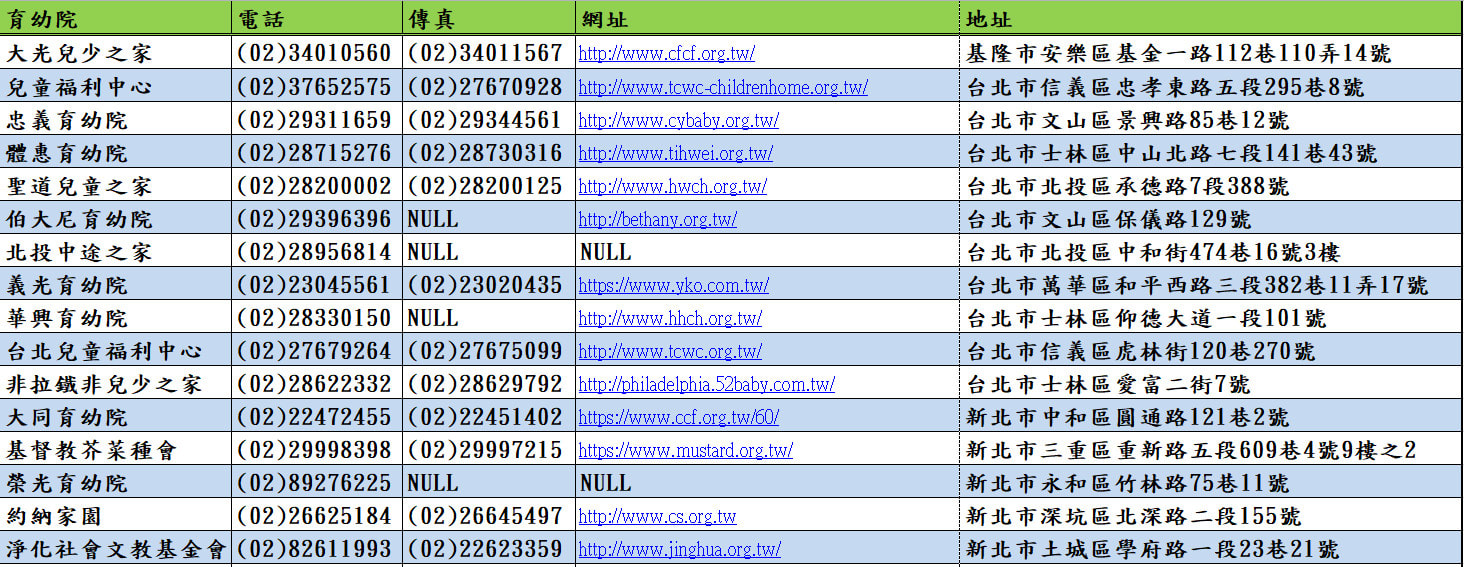 育幼院 電話 傳真 網址 地址
大光兒少之家 (02)34010560 (02)34011567 http://www.cfcf.org.tw/ 基隆市安樂區基金一路112巷110弄14號
兒童福利中心 (02)37652575 (02)27670928 http://www.tcwc-childrenhome.org.tw/ 台北市信義區忠孝東路五段295巷8號
忠義育幼院 (02)29311659 (02)29344561 http://www.cybaby.org.tw/ 台北市文山區景興路85巷12號
體惠育幼院 (02)28715276 (02)28730316 http://www.tihwei.org.tw/ 台北市士林區中山北路七段141巷43號
聖道兒童之家 (02)28200002 (02)28200125 http://www.hwch.org.tw/ 台北市北投區承德路7段388號
伯大尼育幼院 (02)29396396 NULL http://bethany.org.tw/ 台北市文山區保儀路129號
北投中途之家 (02)28956814 NULL NULL 台北市北投區中和街474巷16號3樓
義光育幼院 (02)23045561 (02)23020435 https://www.yko.com.tw/ 台北市萬華區和平西路三段382巷11弄17號
華興育幼院 (02)28330150 NULL http://www.hhch.org.tw/ 台北市士林區仰德大道一段101號
台北兒童福利中心 (02)27679264 (02)27675099 http://www.tcwc.org.tw/ 台北市信義區虎林街120巷270號
非拉鐵非兒少之家 (02)28622332 (02)28629792 http://philadelphia.52baby.com.tw/ 台北市士林區愛富二街7號
大同育幼院 (02)22472455 (02)22451402 https://www.ccf.org.tw/60/ 新北市中和區圓通路121巷2號
基督教芥菜種會 (02)29998398 (02)29997215 https://www.mustard.org.tw/ 新北市三重區重新路五段609巷4號9樓之2
榮光育幼院 (02)89276225 NULL NULL 新北市永和區竹林路75巷11號
約納家園 (02)26625184 (02)26645497 http://www.cs.org.tw 新北市深坑區北深路二段155號
淨化社會文教基金會 (02)82611993 (02)22623359 http://www.jinghua.org.tw/ 新北市土城區學府路一段23巷21號